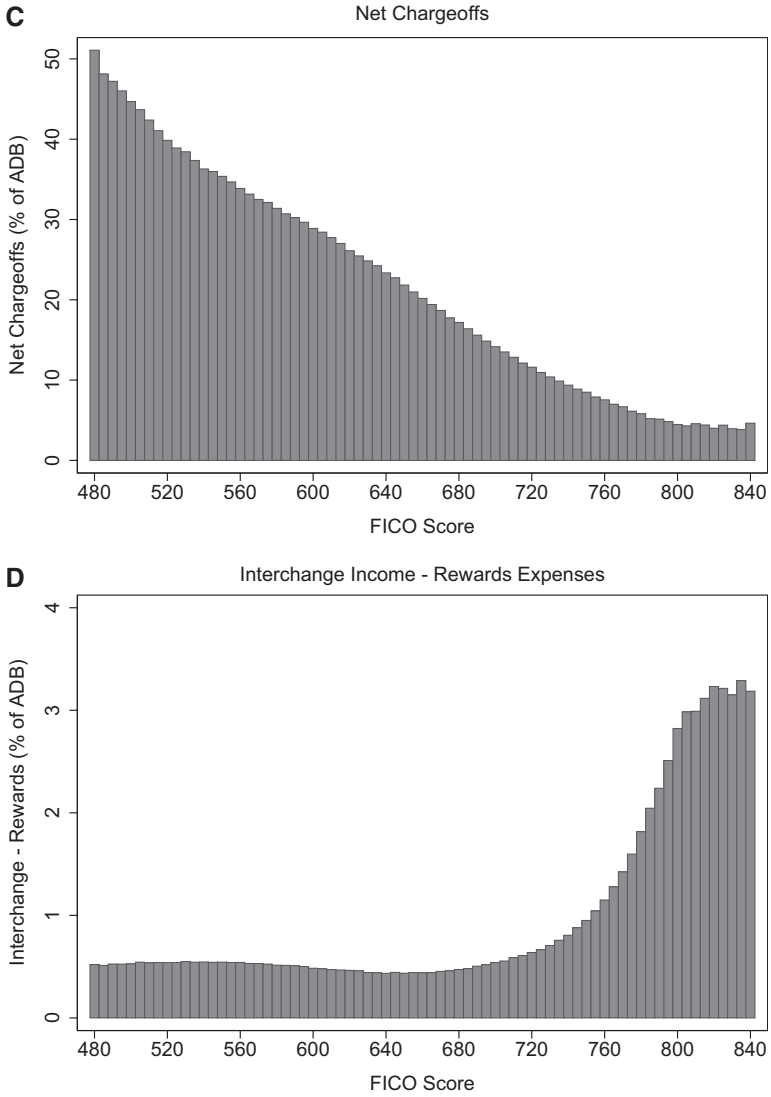 C
Net Chargeoffs
Net Chargeoffs (% of ADB)
50
40
30
20
10
0
480 520 560 600 640 680 720 760 800 840
FICO Score
D
Interchange Income - Rewards Expenses
Interchange - Rewards (% of ADB)
4
3
2
1
0
480 520 560 600 640 680 720 760 800 840
FICO Score